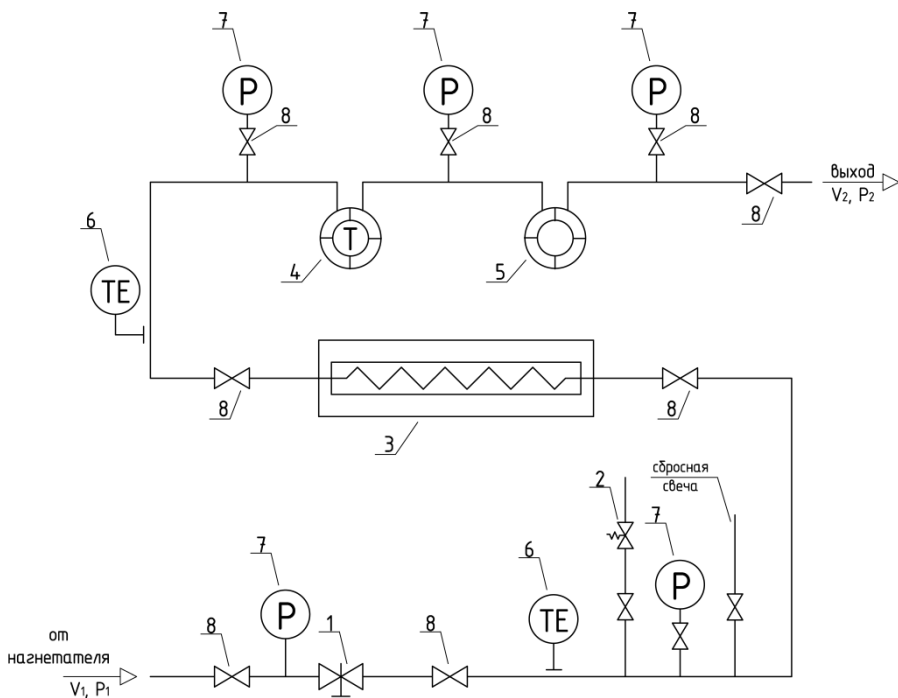 7 7 7
P P P
8 8 8
выход
V2, P2
8
6
T
4 5
TE
8 8
3
сбросная
свеча
2
7
7 6
P
P TE
8 1 8
от
нагнетателя
V1, P1